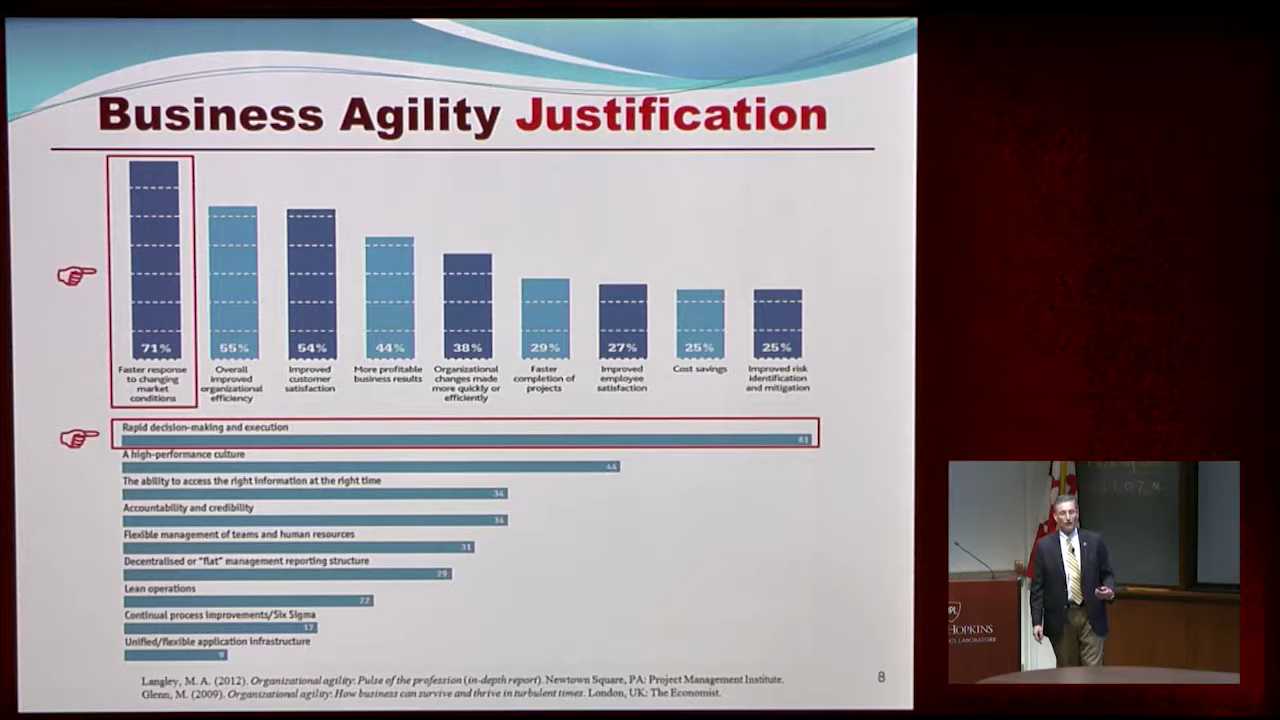 Business Agility Justification
71%
55%
54%
44%
38%
29%
27%
25%
25%
Faster response
to changing
market
conditions
Overall
improved
organizational
efficiency
Improved
customer
satisfaction
More profitable
business results
Organizational
changes made
more quickly or
efficiently
Faster
completion of
projects
Improved
employee
satisfaction
Cost savings
Improved risk
identification
and mitigation
Rapid decision-making and execution
61
A high-performance culture
44
The ability to access the right information at the right time
34
Accountability and credibility
34
Flexible management of teams and human resources
31
Decentralised or "flat" management reporting structure
29
Lean operations
22
Continual process improvements/Six Sigma
17
Unified/flexible application infrastructure
9
Langley, M. A. (2012). Organizational agility: Pulse of the profession (in-depth report). Newtown Square, PA: Project Management Institute.
Glenn, M. (2009). Organizational agility: How business can survive and thrive in turbulent times. London, UK: The Economist.
8
HOPKINS